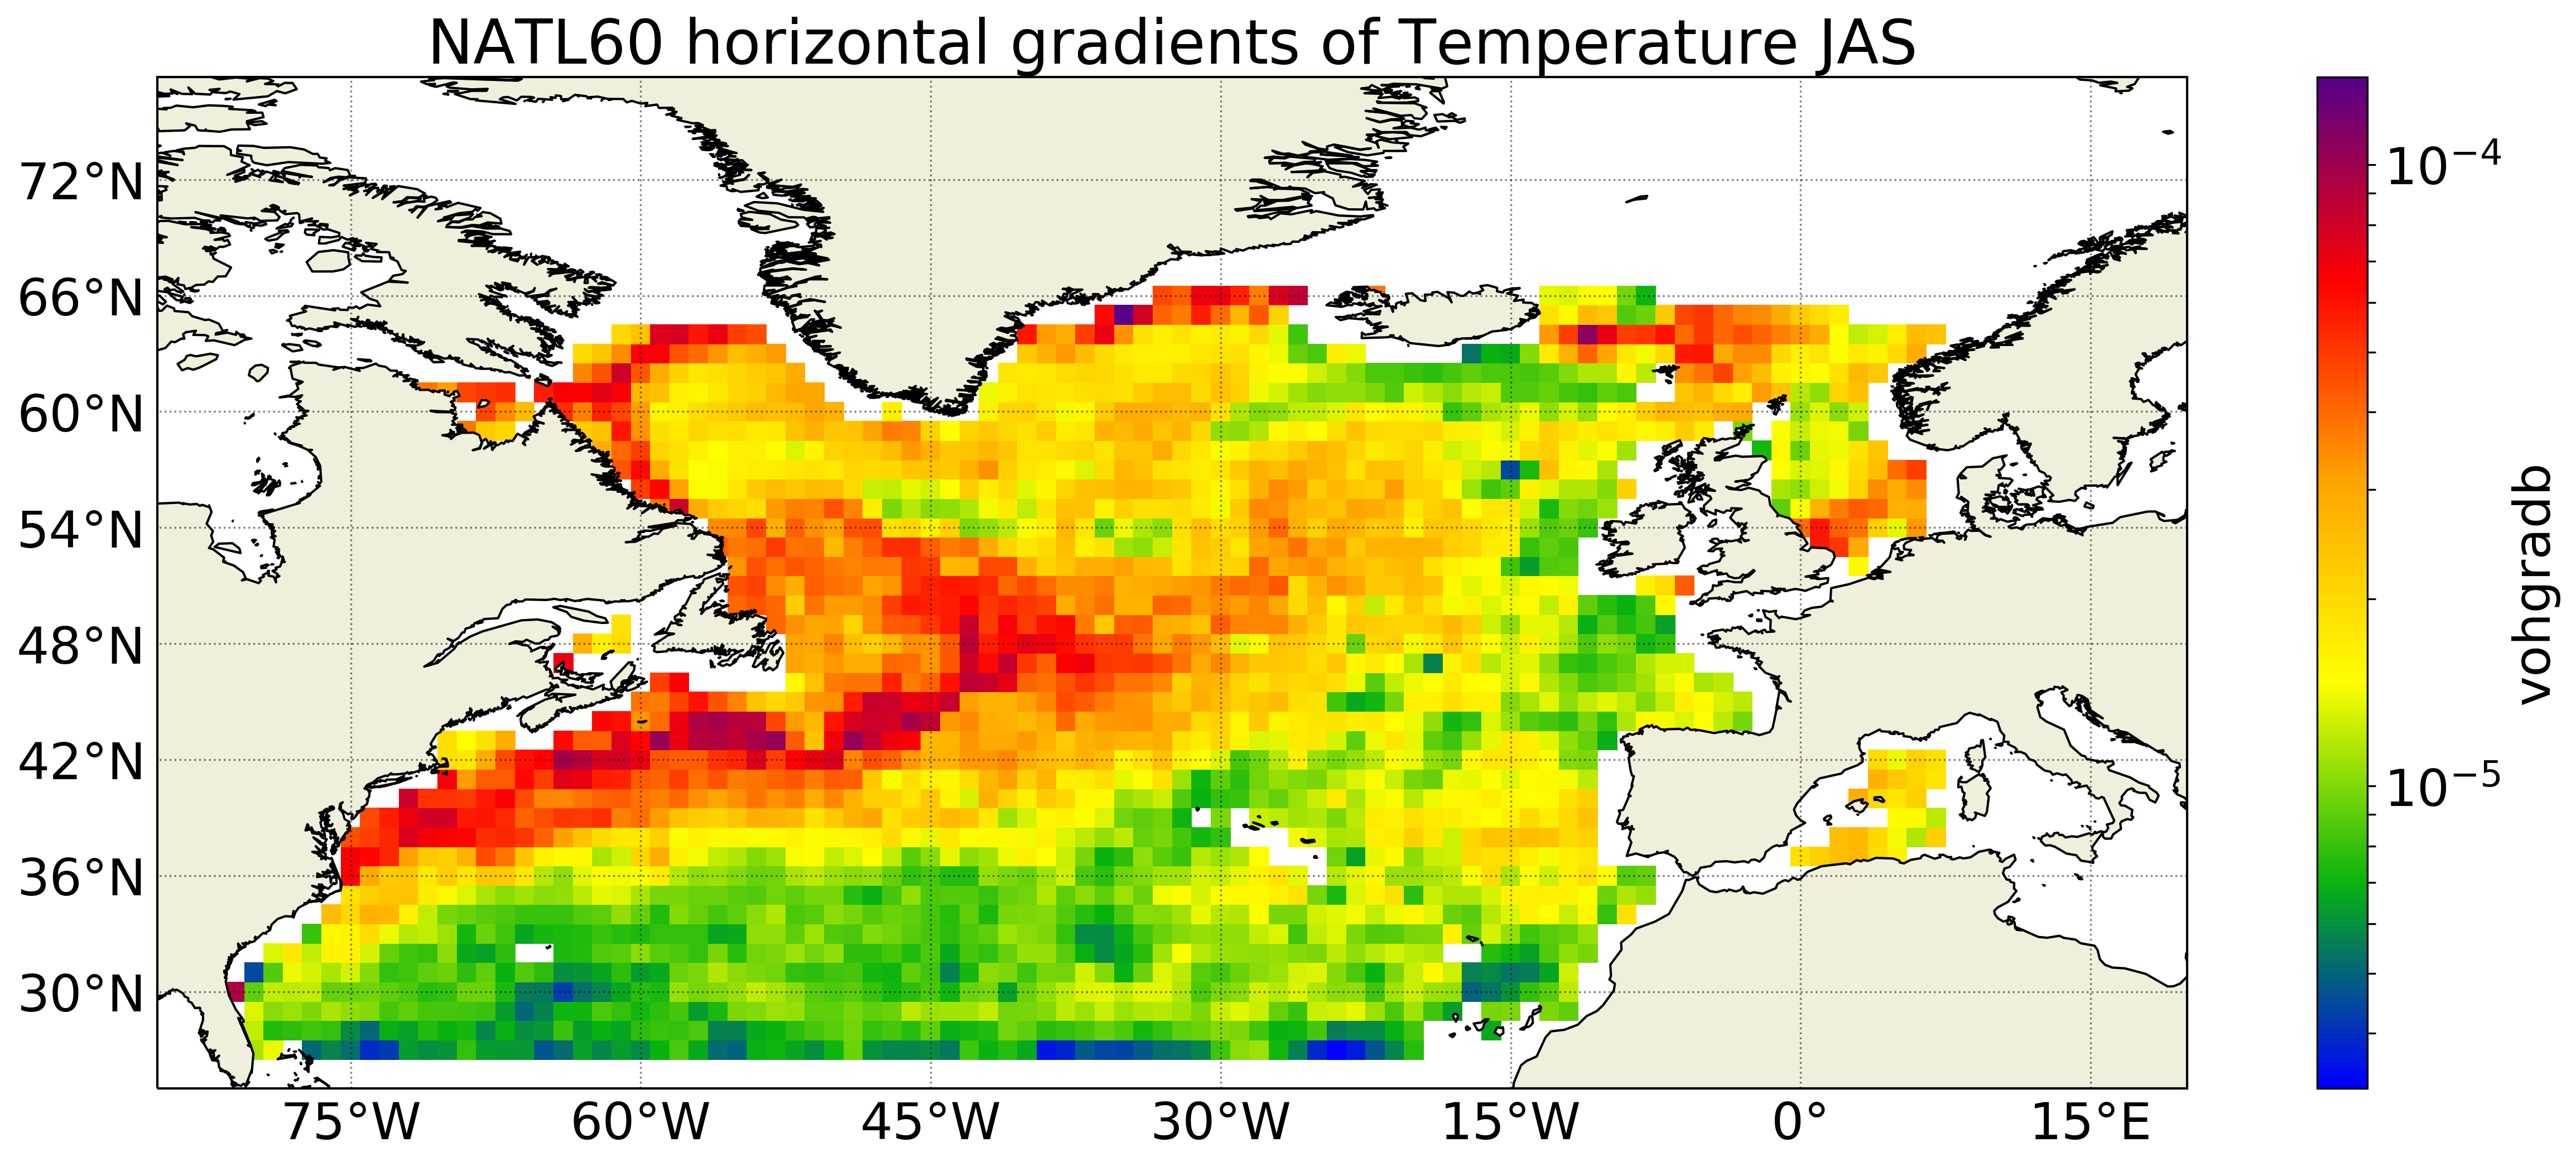 NATL60 horizontal gradients of Temperature JAS
72°N
66°N
60°N
54°N
48°N
42°N
36°N
30°N
75°W
60°W
45°W
30°W
15°W
0°
15°E
10⁻⁴
10⁻⁵
vohgradb